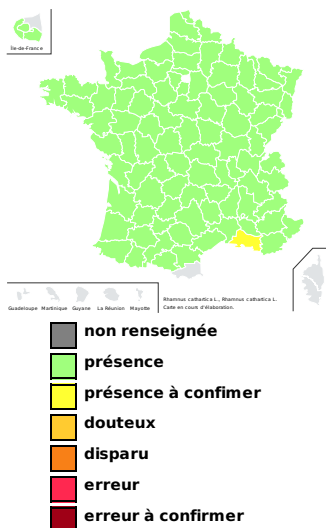 Île-de-France
Rhamnus cathartica L., Rhamnus cathartica L.
Carte en cours d'élaboration.
Guadeloupe Martinique Guyane La Réunion Mayotte
non renseignée
présence
présence à confimer
douteux
disparu
erreur
erreur à confirmer